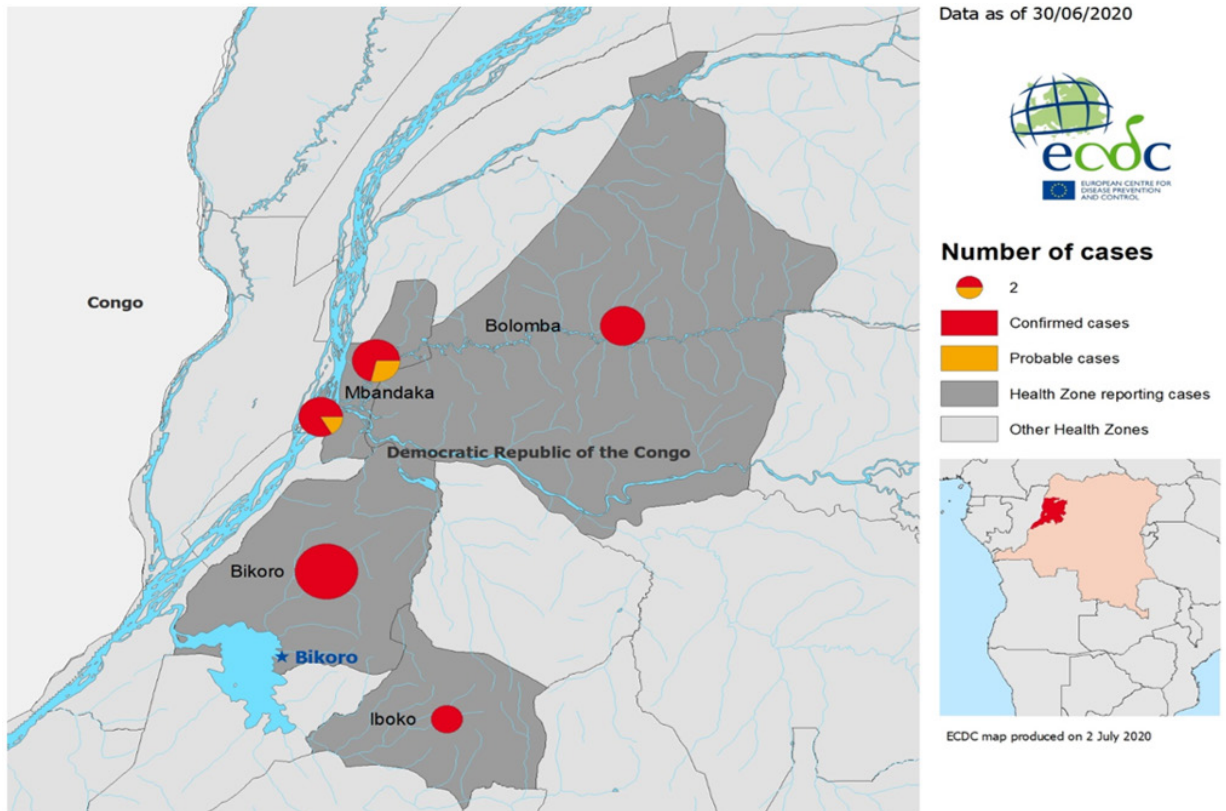 Data as of 30/06/2020
ecdc
EUROPEAN CENTRE FOR
DISEASE PREVENTION
AND CONTROL
Number of cases
2
Confirmed cases
Probable cases
Health Zone reporting cases
Other Health Zones
Congo
Bolomba
Mbandaka
Democratic Republic of the Congo
Bikoro
Bikoro
Iboko
ECDC map produced on 2 July 2020